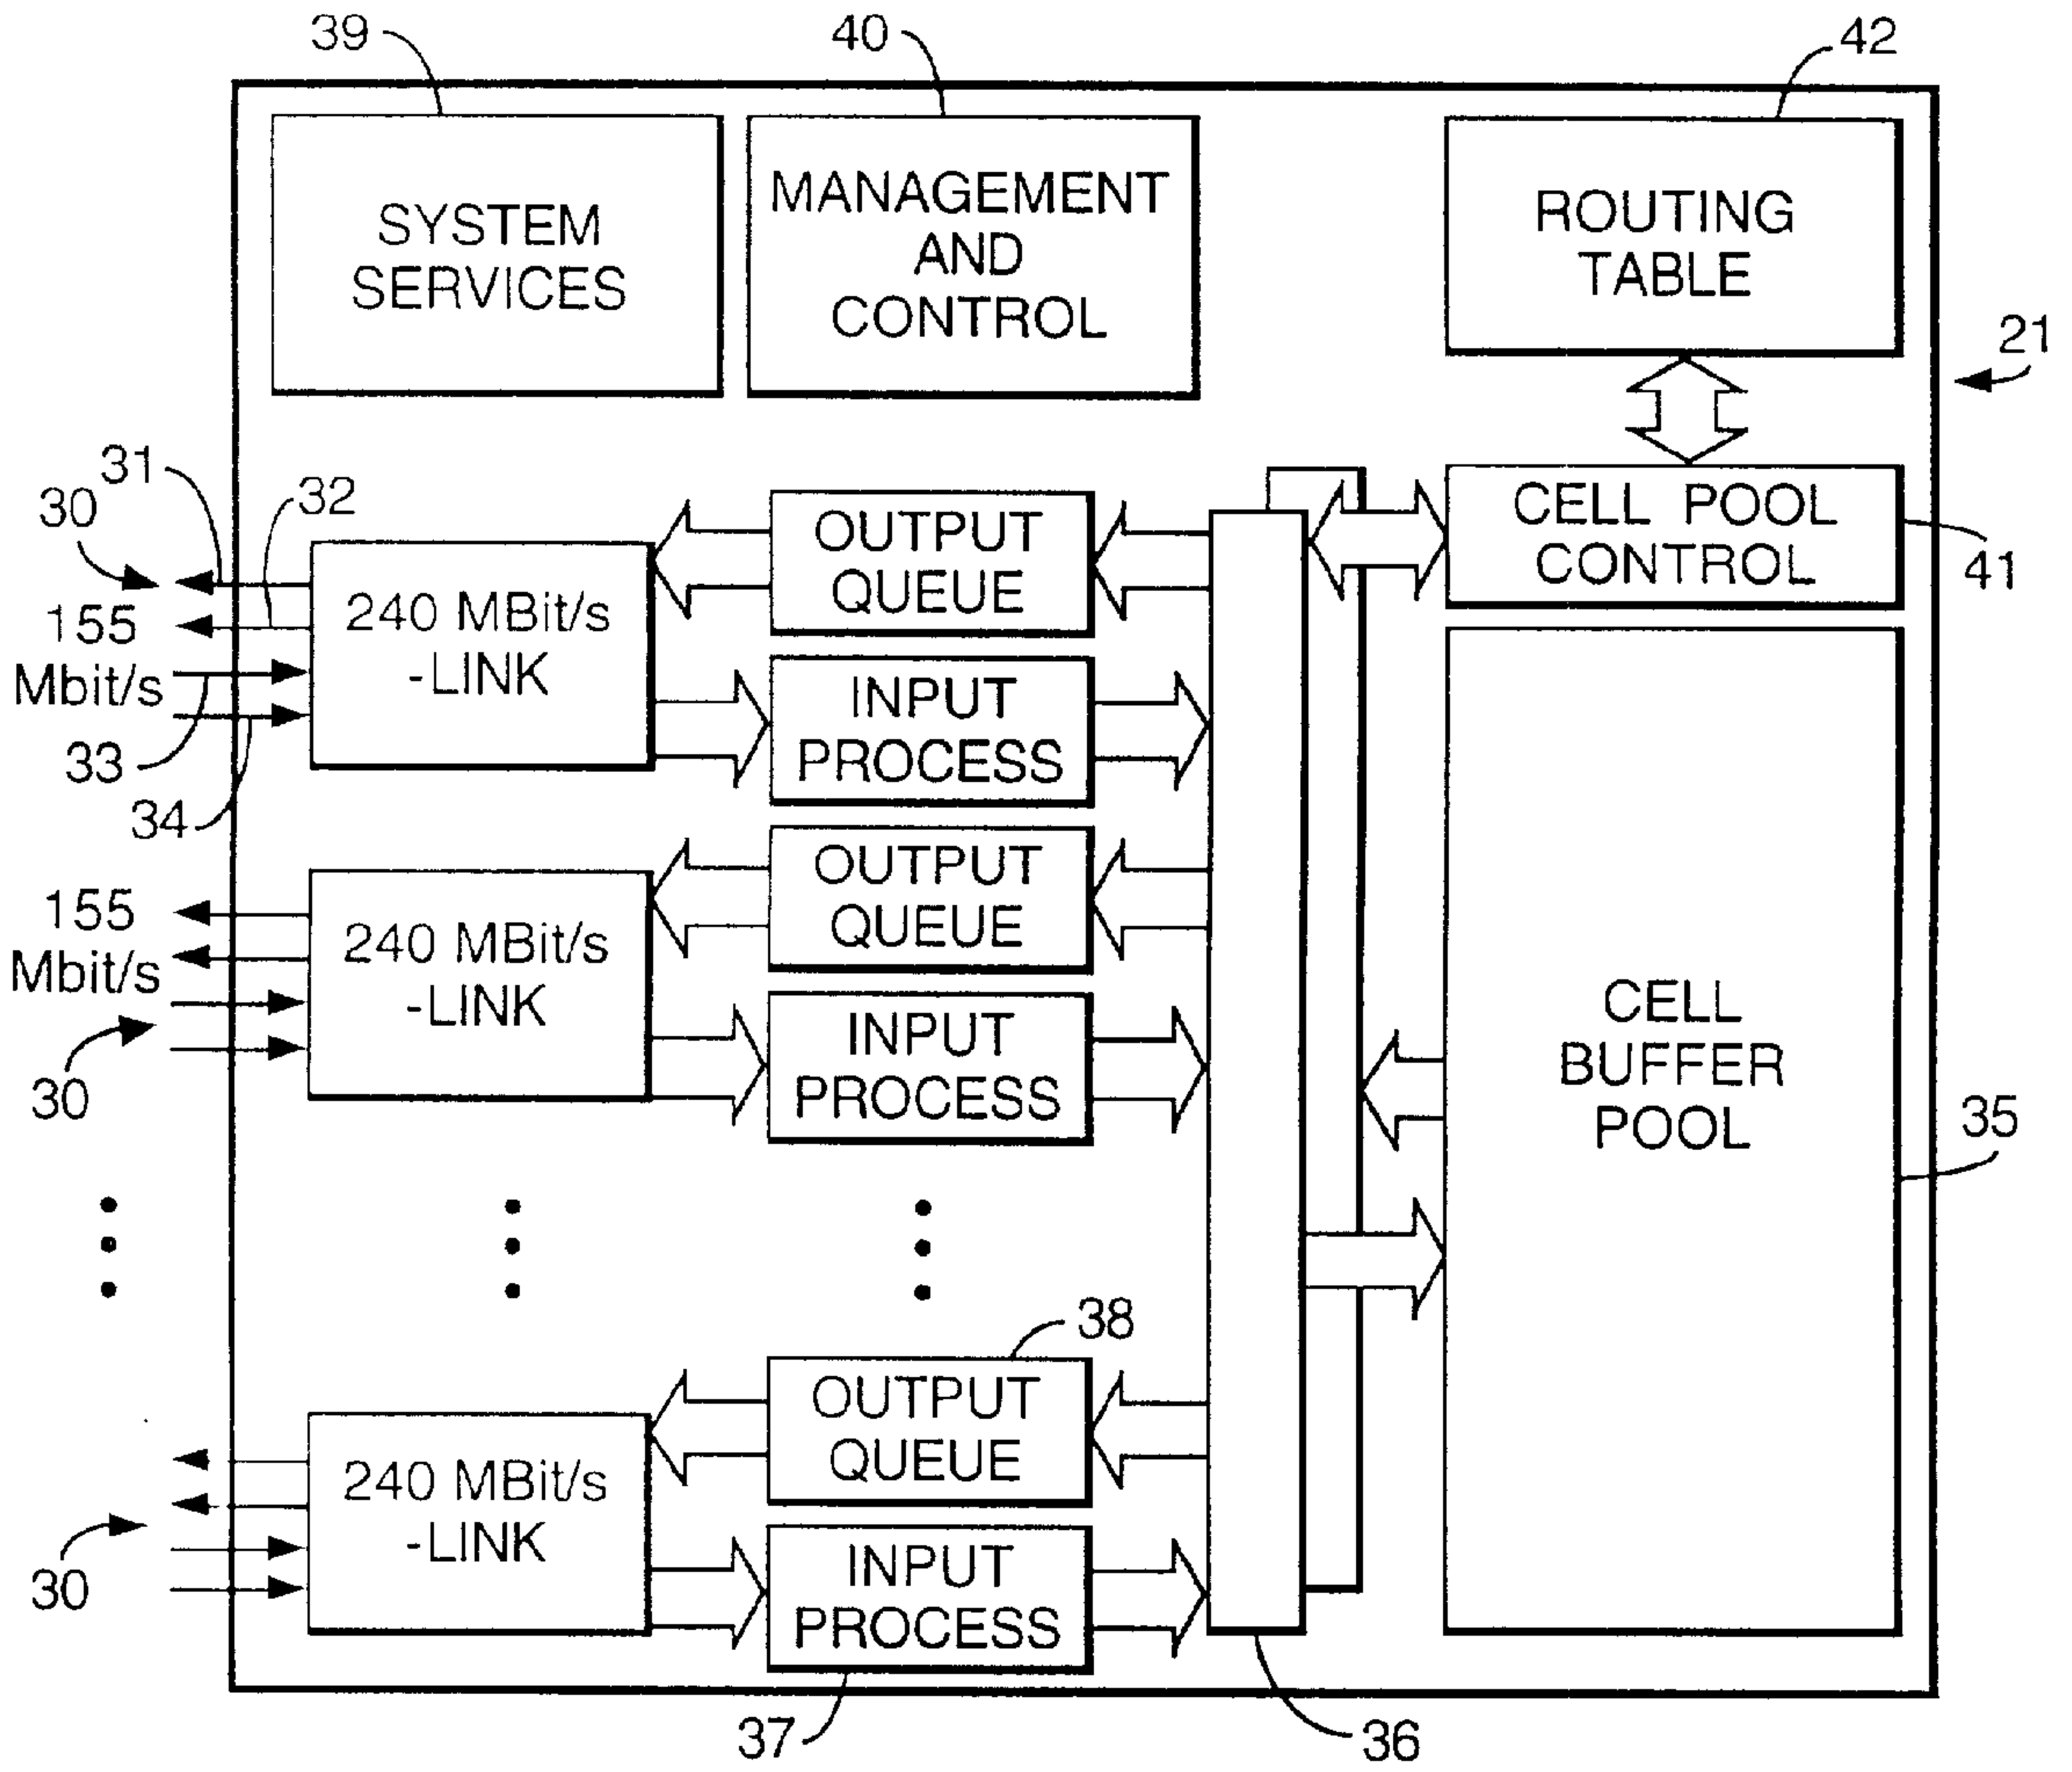 39
40
42
SYSTEM
SERVICES
MANAGEMENT
AND
CONTROL
ROUTING
TABLE
21
31
30
32
155
Mbit/s
33
34
240 MBit/s
-LINK
OUTPUT
QUEUE
INPUT
PROCESS
CELL POOL
CONTROL
41
155
Mbit/s
30
240 MBit/s
-LINK
OUTPUT
QUEUE
INPUT
PROCESS
CELL
BUFFER
POOL
35
38
30
240 MBit/s
-LINK
OUTPUT
QUEUE
INPUT
PROCESS
37
36